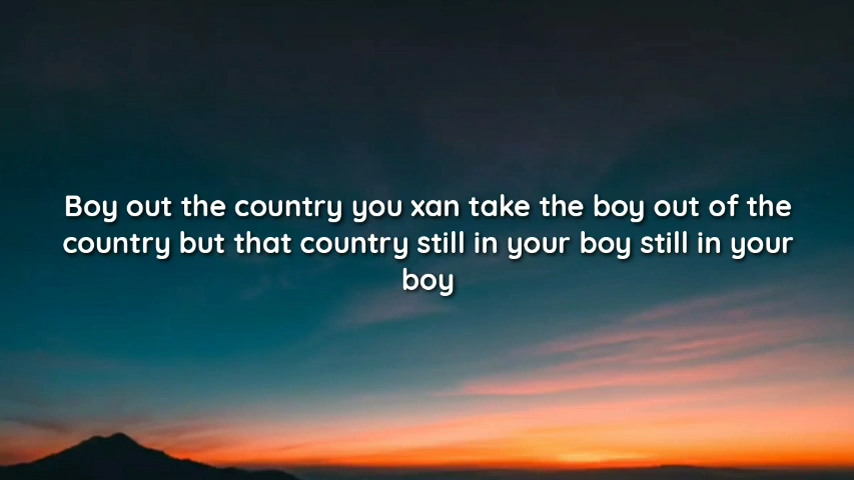 Boy out the country you xan take the boy out of the
country but that country still in your boy still in your
boy